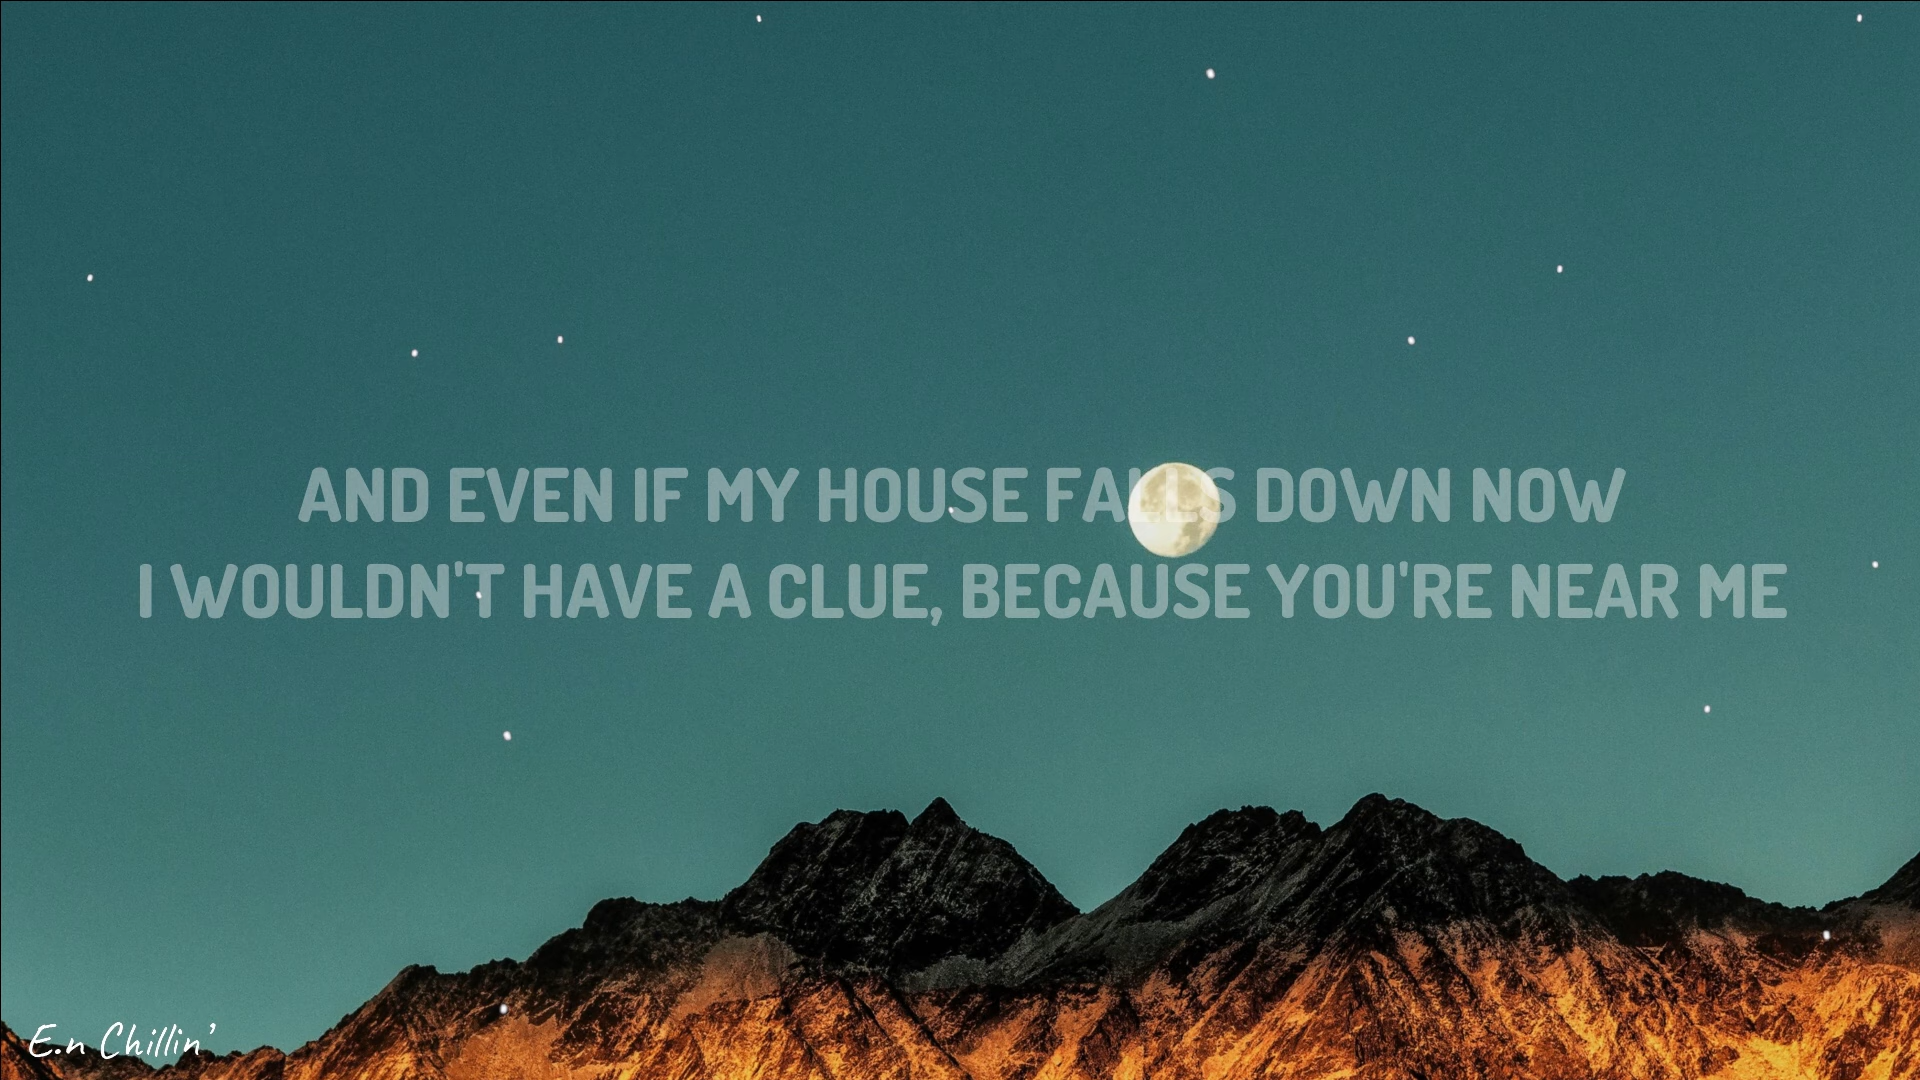 AND EVEN IF MY HOUSE FALLS DOWN NOW
I WOULDN'T HAVE A CLUE, BECAUSE YOU'RE NEAR ME
E.n Chillin'